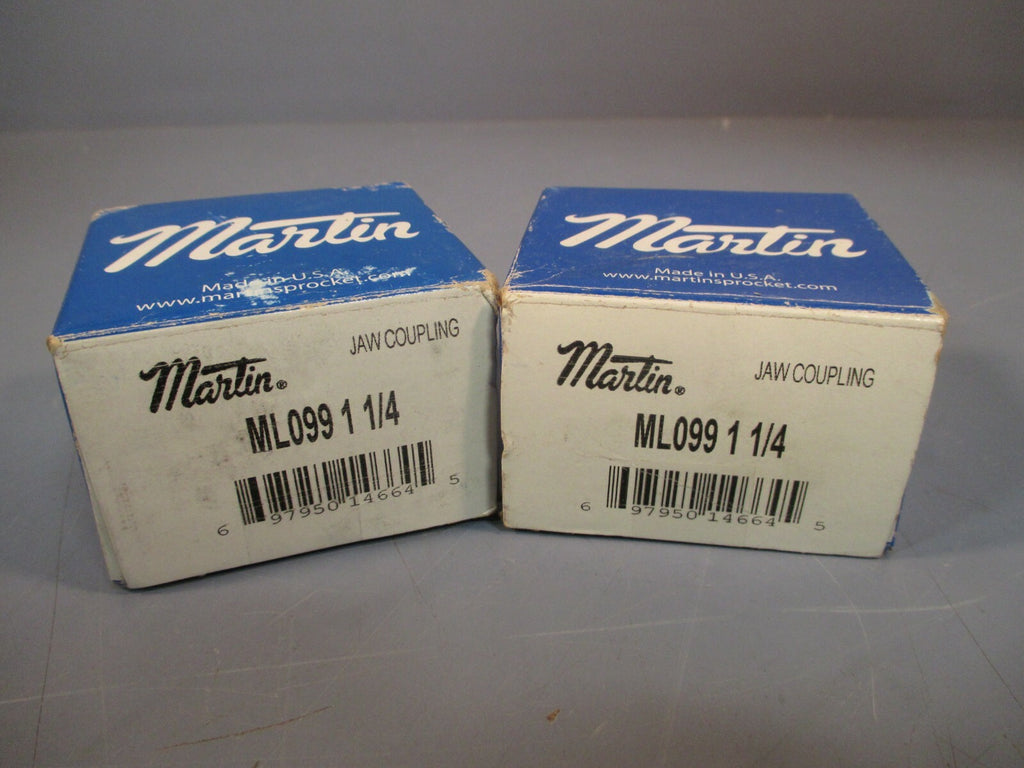 Martin
Made in U.S.A.
www.martinsprocket.com
Martin®
JAW COUPLING
ML099 1 1/4
6 97950 14664 5
Martin
Made in U.S.A.
www.martinsprocket.com
Martin®
JAW COUPLING
ML099 1 1/4
6 97950 14664 5